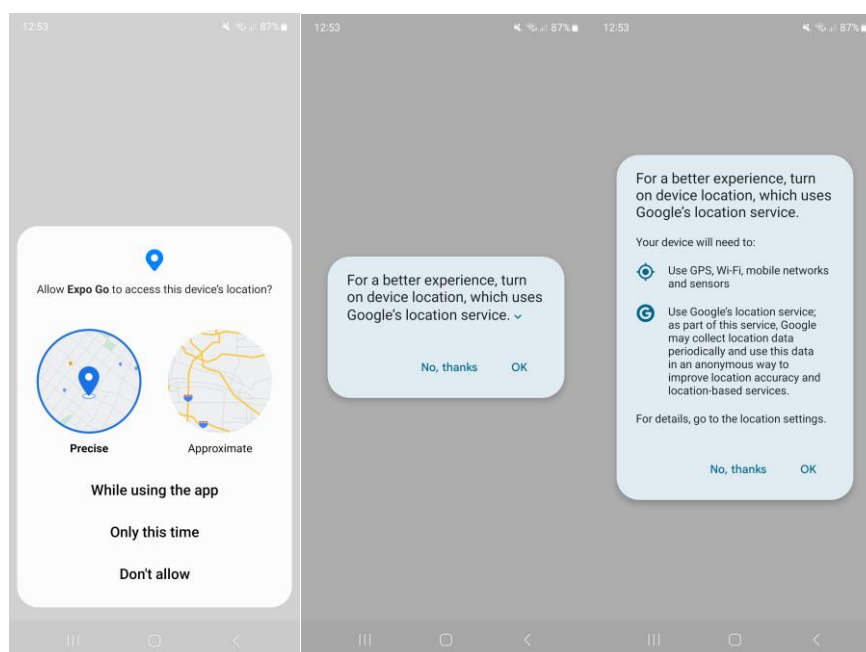 12:53
87%
Allow Expo Go to access this device's location?
Precise
Approximate
While using the app
Only this time
Don't allow
12:53
87%
For a better experience, turn
on device location, which uses
Google's location service.
No, thanks
OK
12:53
87%
For a better experience, turn
on device location, which uses
Google's location service.
Your device will need to:
Use GPS, Wi-Fi, mobile networks
and sensors
Use Google's location service;
as part of this service, Google
may collect location data
periodically and use this data
in an anonymous way to
improve location accuracy and
location-based services.
For details, go to the location settings.
No, thanks
OK